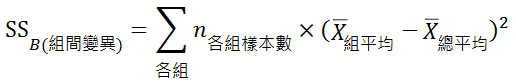 SS_B(組間變異) = ∑_各組 n_各組樣本數 × (X̅_組平均 − X̅_總平均)²